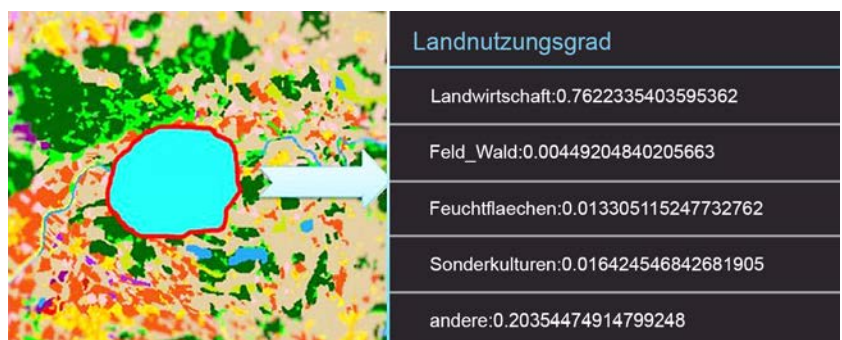 Landnutzungsgrad
Landwirtschaft:0.7622335403595362
Feld_Wald:0.00449204840205663
Feuchtflaechen:0.013305115247732762
Sonderkulturen:0.016424546842681905
andere:0.20354474914799248